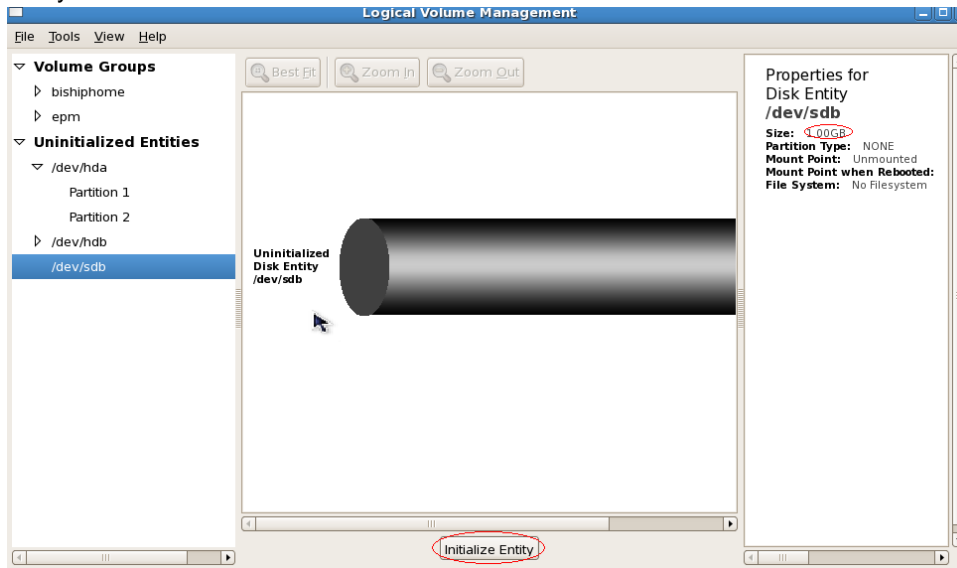 Logical Volume Management
File Tools View Help
Volume Groups
bishiphome
epm
Uninitialized Entities
/dev/hda
Partition 1
Partition 2
/dev/hdb
/dev/sdb
Best Fit Zoom In Zoom Out
Uninitialized
Disk Entity
/dev/sdb
Initialize Entity
Properties for
Disk Entity
/dev/sdb
Size: 1.00GB
Partition Type: NONE
Mount Point: Unmounted
Mount Point when Rebooted:
File System: No Filesystem